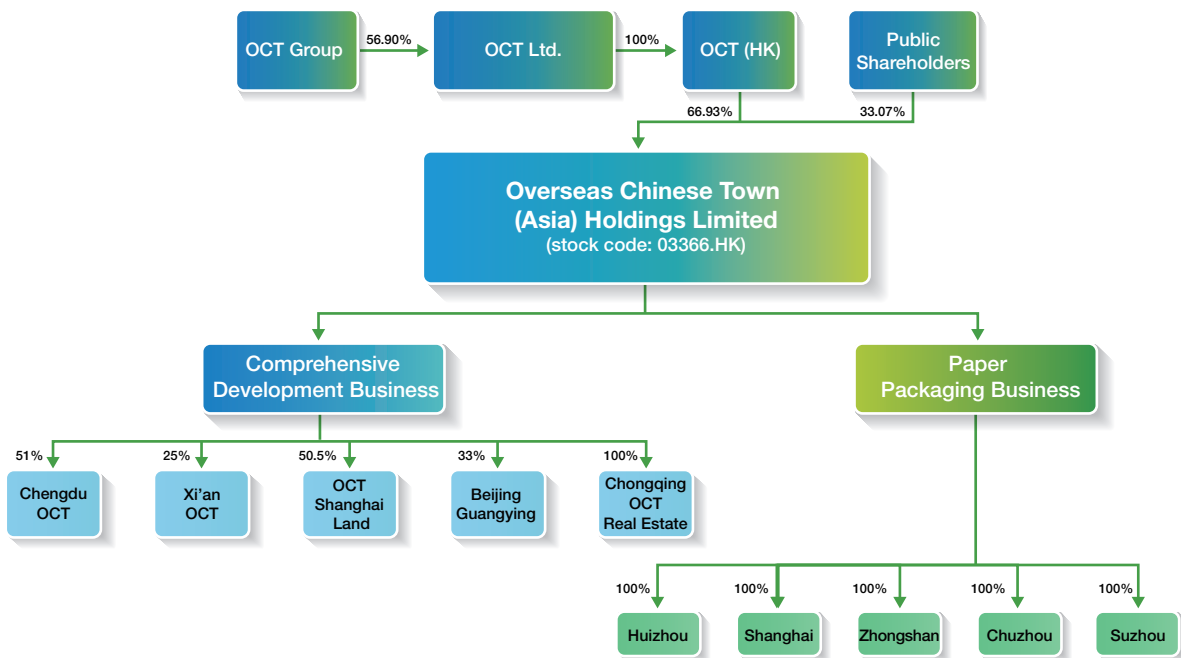 OCT Group
56.90%
OCT Ltd.
100%
OCT (HK)
Public
Shareholders
66.93%
33.07%
Overseas Chinese Town
(Asia) Holdings Limited
(stock code: 03366.HK)
Comprehensive
Development Business
Paper
Packaging Business
51%
25%
50.5%
33%
100%
Chengdu
OCT
Xi'an
OCT
OCT
Shanghai
Land
Beijing
Guangying
Chongqing
OCT
Real Estate
100%
100%
100%
100%
100%
Huizhou
Shanghai
Zhongshan
Chuzhou
Suzhou